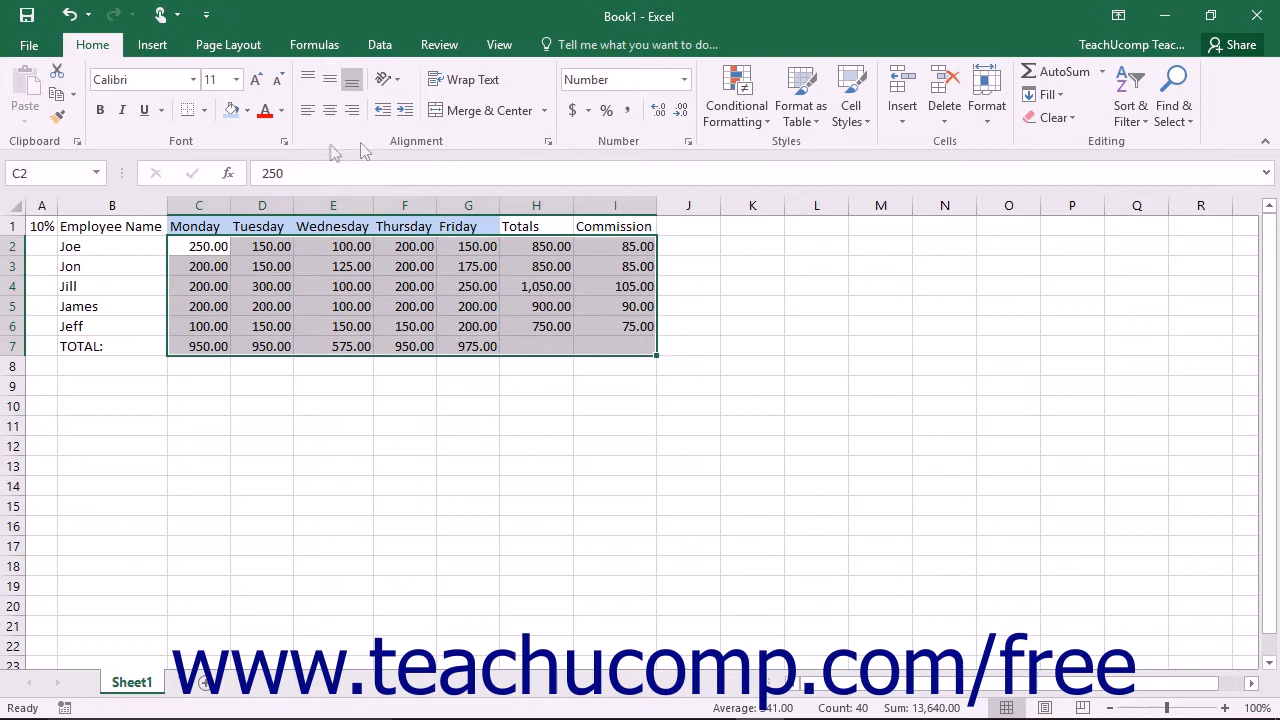 Book1 - Excel
File Home Insert Page Layout Formulas Data Review View Tell me what you want to do... TeachUcomp Teac... Share
Paste Calibri 11 Wrap Text Number Conditional Formatting Format as Table Cell Styles Insert Delete Format AutoSum Fill Clear Sort & Filter Find & Select
B I U A Merge & Center $ % ,
Clipboard Font Alignment Number Styles Cells Editing
C2 fx 250
A B C D E F G H I J K L M N O P Q R
1 10% Employee Name Monday Tuesday Wednesday Thursday Friday Totals Commission
2 Joe 250.00 150.00 100.00 200.00 150.00 850.00 85.00
3 Jon 200.00 150.00 125.00 200.00 175.00 850.00 85.00
4 Jill 200.00 300.00 100.00 200.00 250.00 1,050.00 105.00
5 James 200.00 200.00 100.00 200.00 200.00 900.00 90.00
6 Jeff 100.00 150.00 150.00 150.00 200.00 750.00 75.00
7 TOTAL: 950.00 950.00 575.00 950.00 975.00
8
9
10
11
12
13
14
15
16
17
18
19
20
21
22
23
www.teachucomp.com/free
Sheet1
Ready Count: 40 Sum: 13,640.00 100%